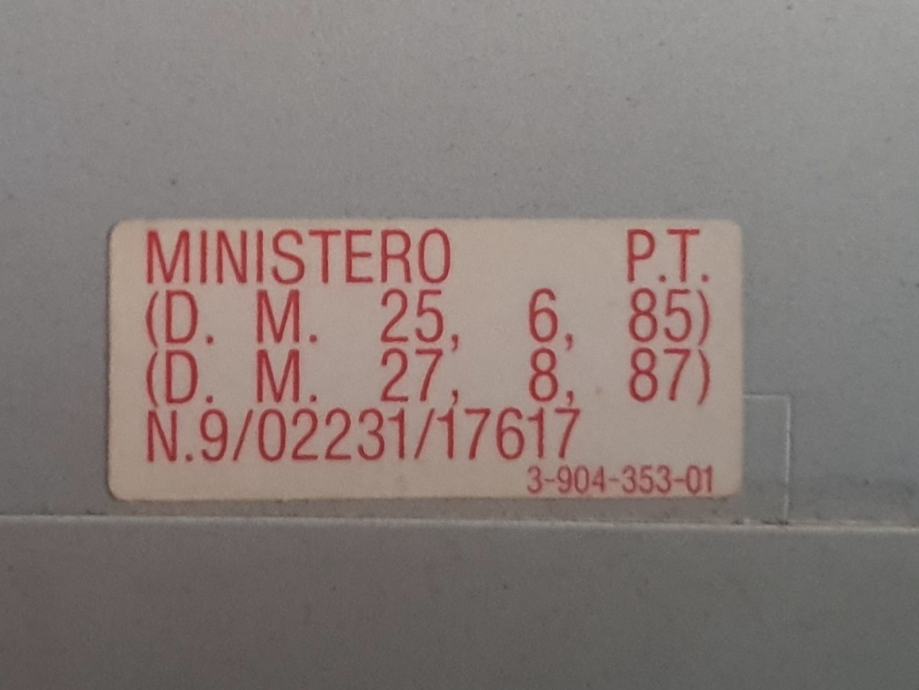 MINISTERO P.T.
(D. M. 25, 6, 85)
(D. M. 27, 8, 87)
N.9/02231/17617
3-904-353-01